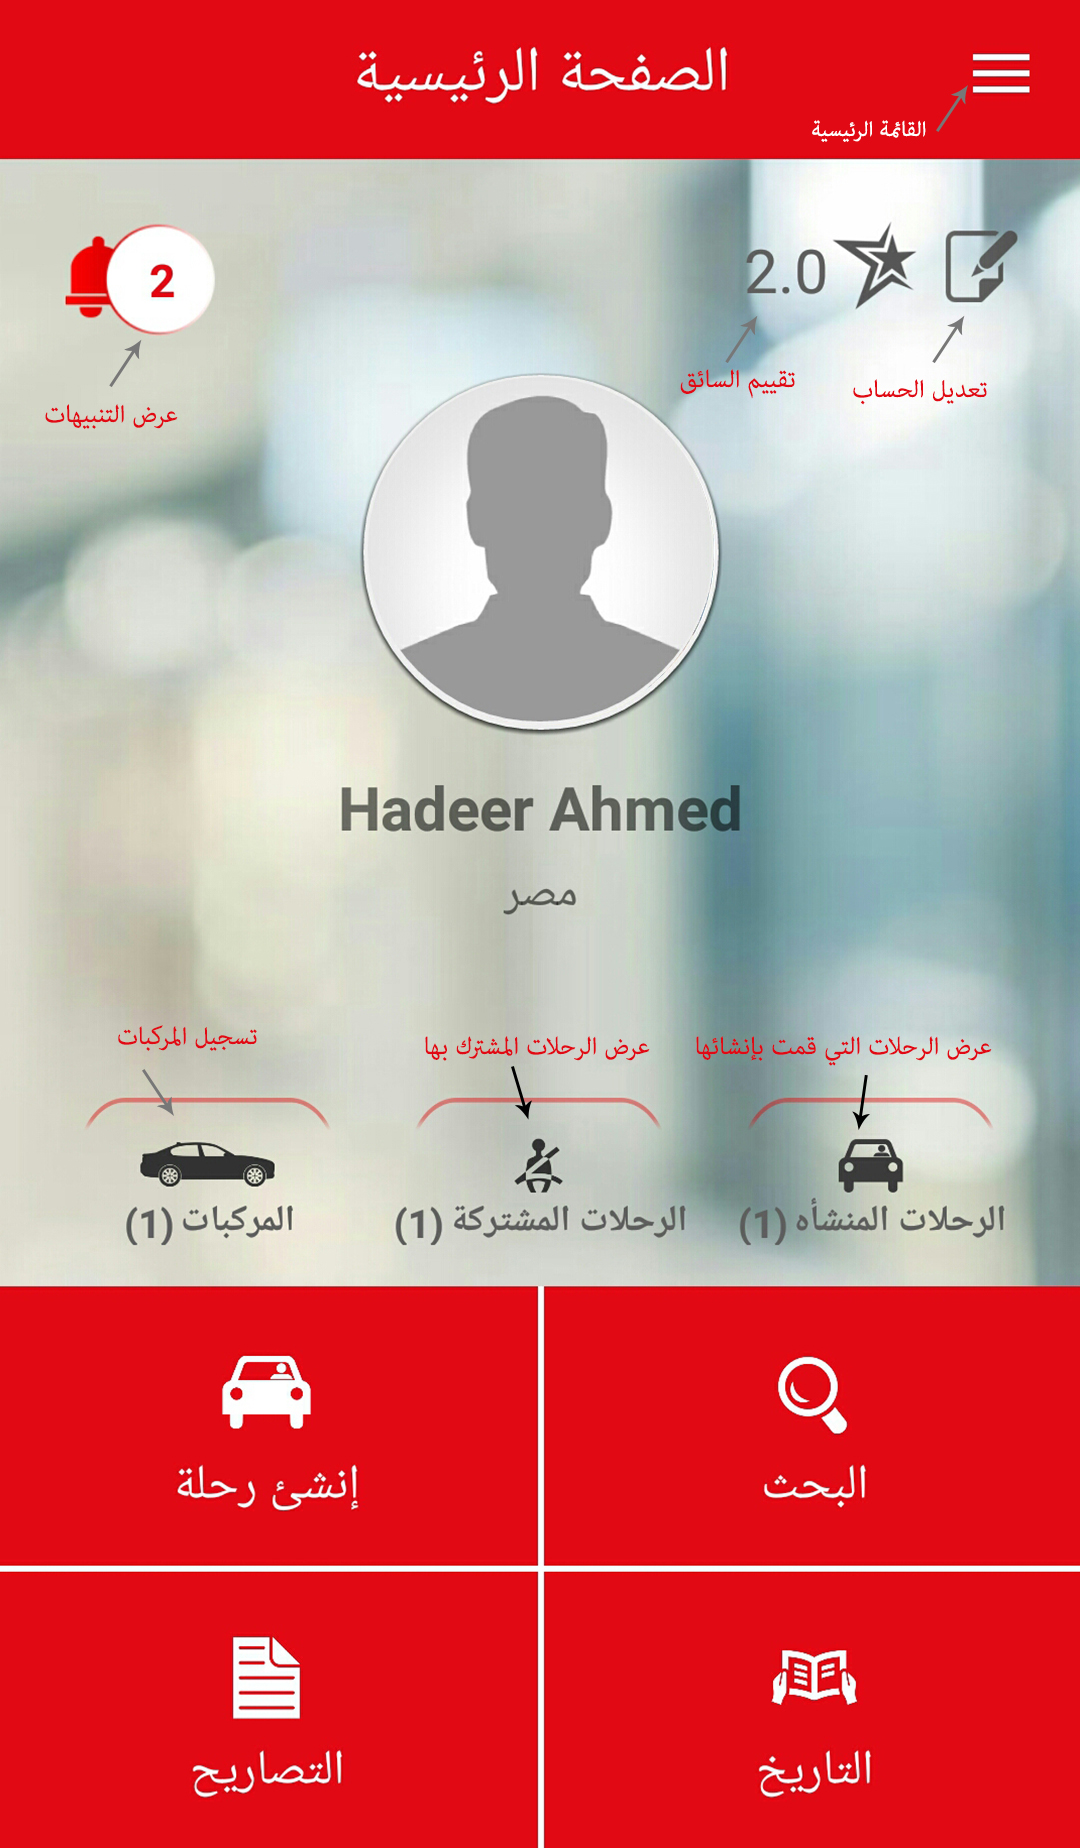 الصفحة الرئيسية
القائمة الرئيسية
2.0
2
تقييم السائق
تعديل الحساب
عرض التنبيهات
Hadeer Ahmed
مصر
عرض الرحلات التي قمت بإنشائها
عرض الرحلات المشترك بها
تسجيل المركبات
الرحلات المنشأه (1)
الرحلات المشتركة (1)
المركبات (1)
البحث
إنشئ رحلة
التاريخ
التصاريح